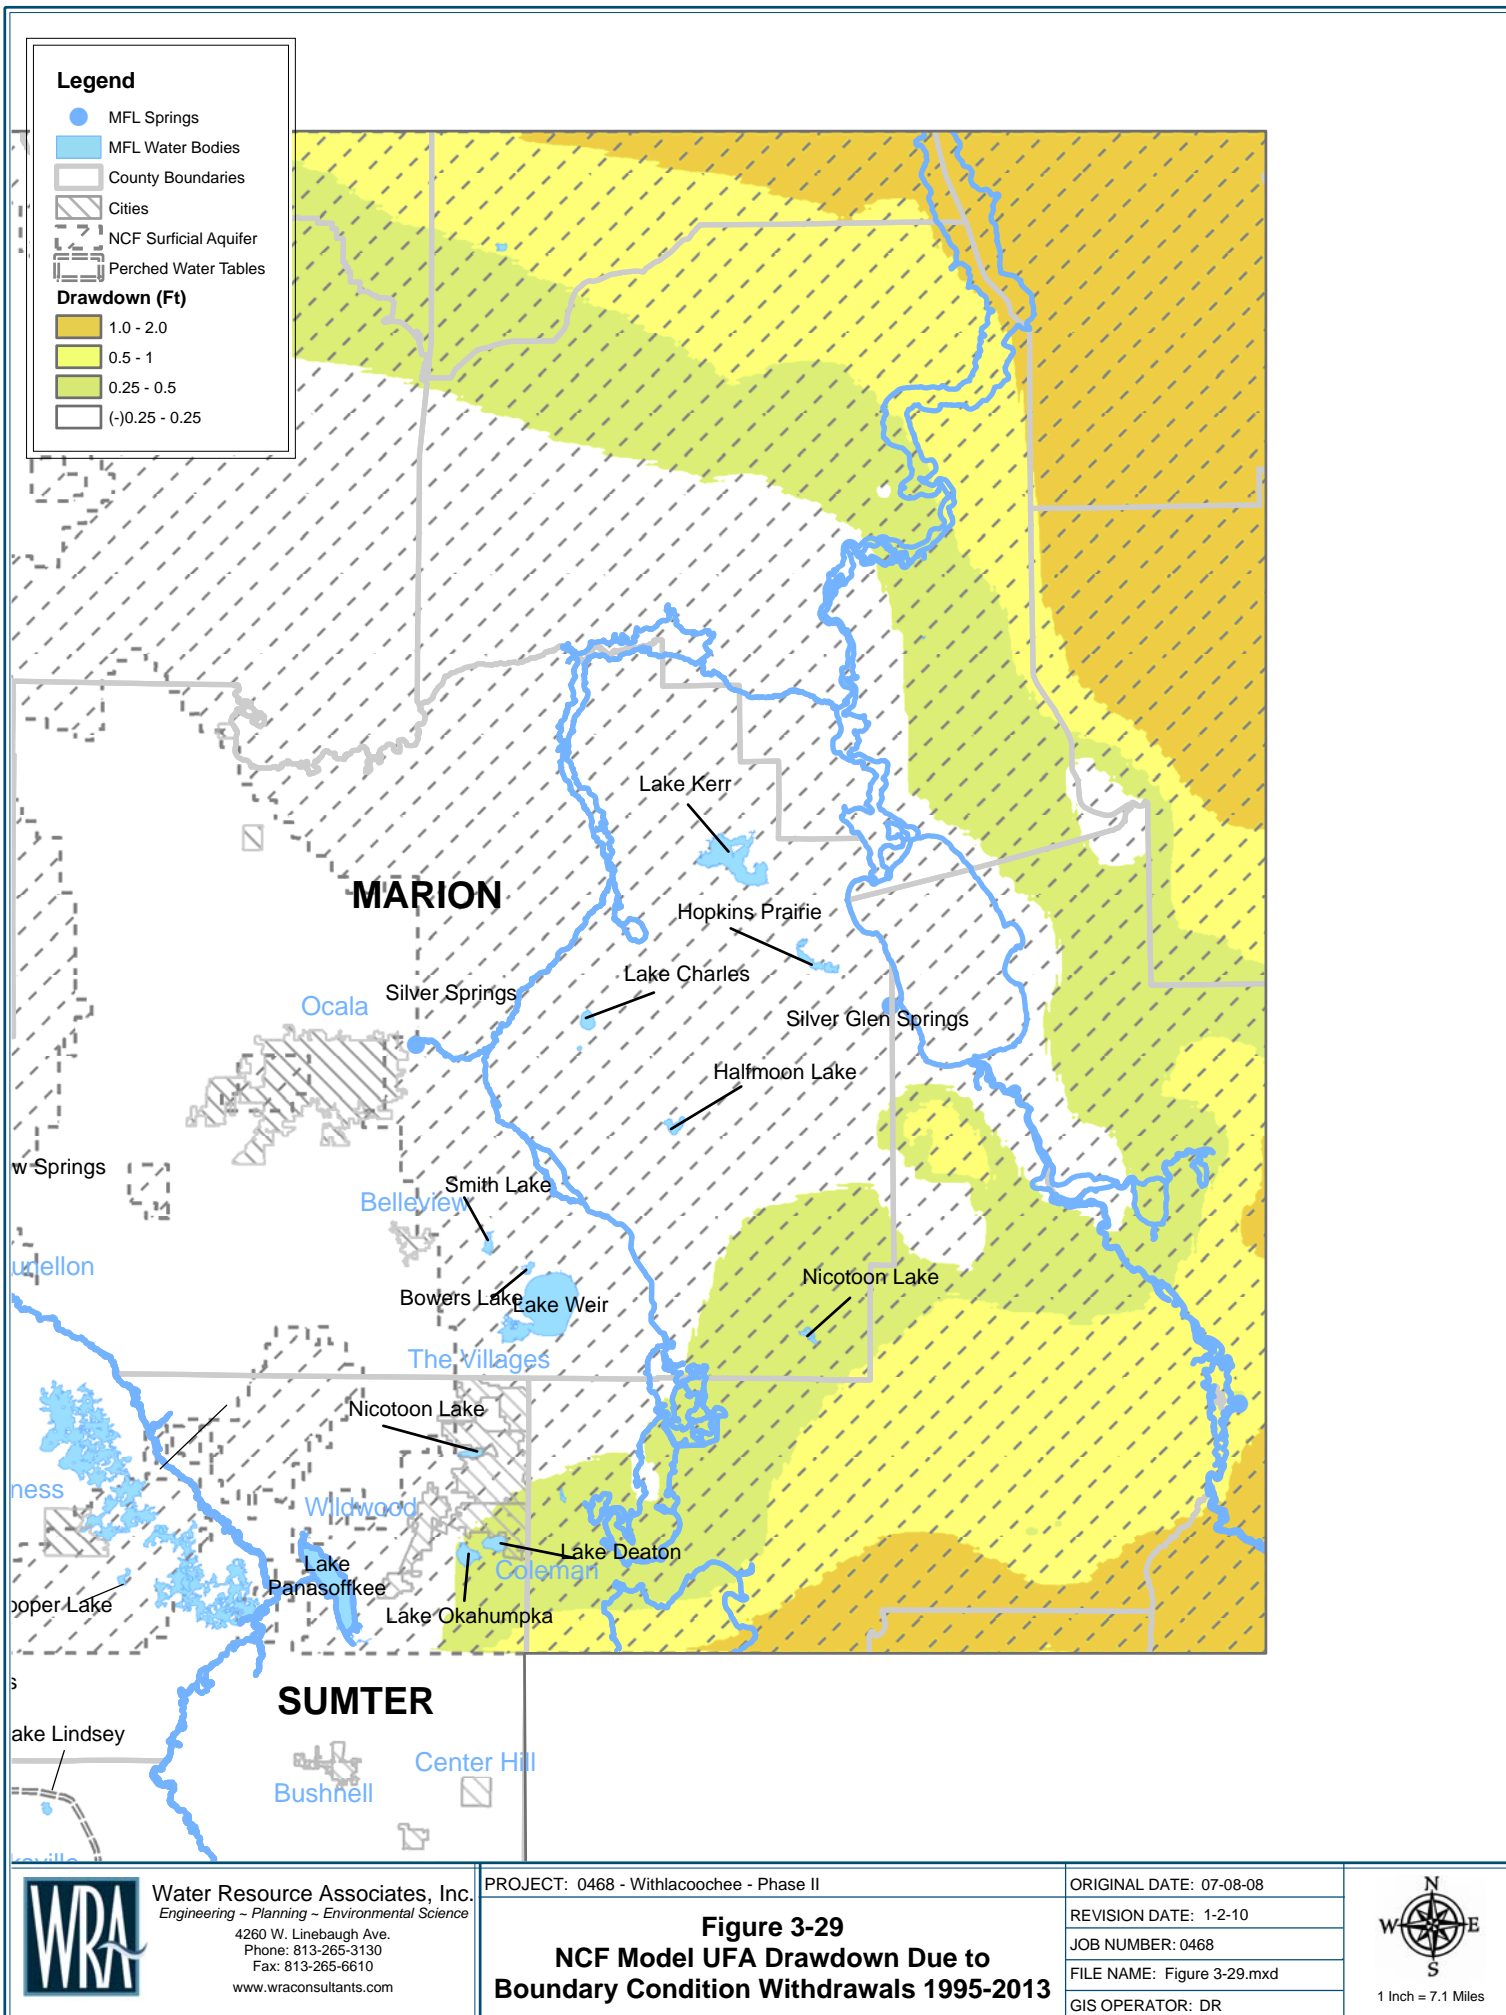 Legend
MFL Springs
MFL Water Bodies
County Boundaries
Cities
NCF Surficial Aquifer
Perched Water Tables
Drawdown (Ft)
1.0 - 2.0
0.5 - 1
0.25 - 0.5
(-)0.25 - 0.25
Lake Kerr
MARION
Hopkins Prairie
Lake Charles
Silver Springs
Ocala
Silver Glen Springs
Halfmoon Lake
w Springs
Smith Lake
Belleview
unellon
Nicotoon Lake
Bowers Lake
Lake Weir
The Villages
Nicotoon Lake
ness
Wildwood
Lake Deaton
Lake
Panasoffkee
Coleman
ooper Lake
Lake Okahumpka
s
SUMTER
ake Lindsey
Center Hill
Bushnell
ksville
WRA
Water Resource Associates, Inc.
Engineering ~ Planning ~ Environmental Science
4260 W. Linebaugh Ave.
Phone: 813-265-3130
Fax: 813-265-6610
www.wraconsultants.com
PROJECT: 0468 - Withlacoochee - Phase II
Figure 3-29
NCF Model UFA Drawdown Due to
Boundary Condition Withdrawals 1995-2013
ORIGINAL DATE: 07-08-08
REVISION DATE: 1-2-10
JOB NUMBER: 0468
FILE NAME: Figure 3-29.mxd
GIS OPERATOR: DR
N
W E
S
1 Inch = 7.1 Miles